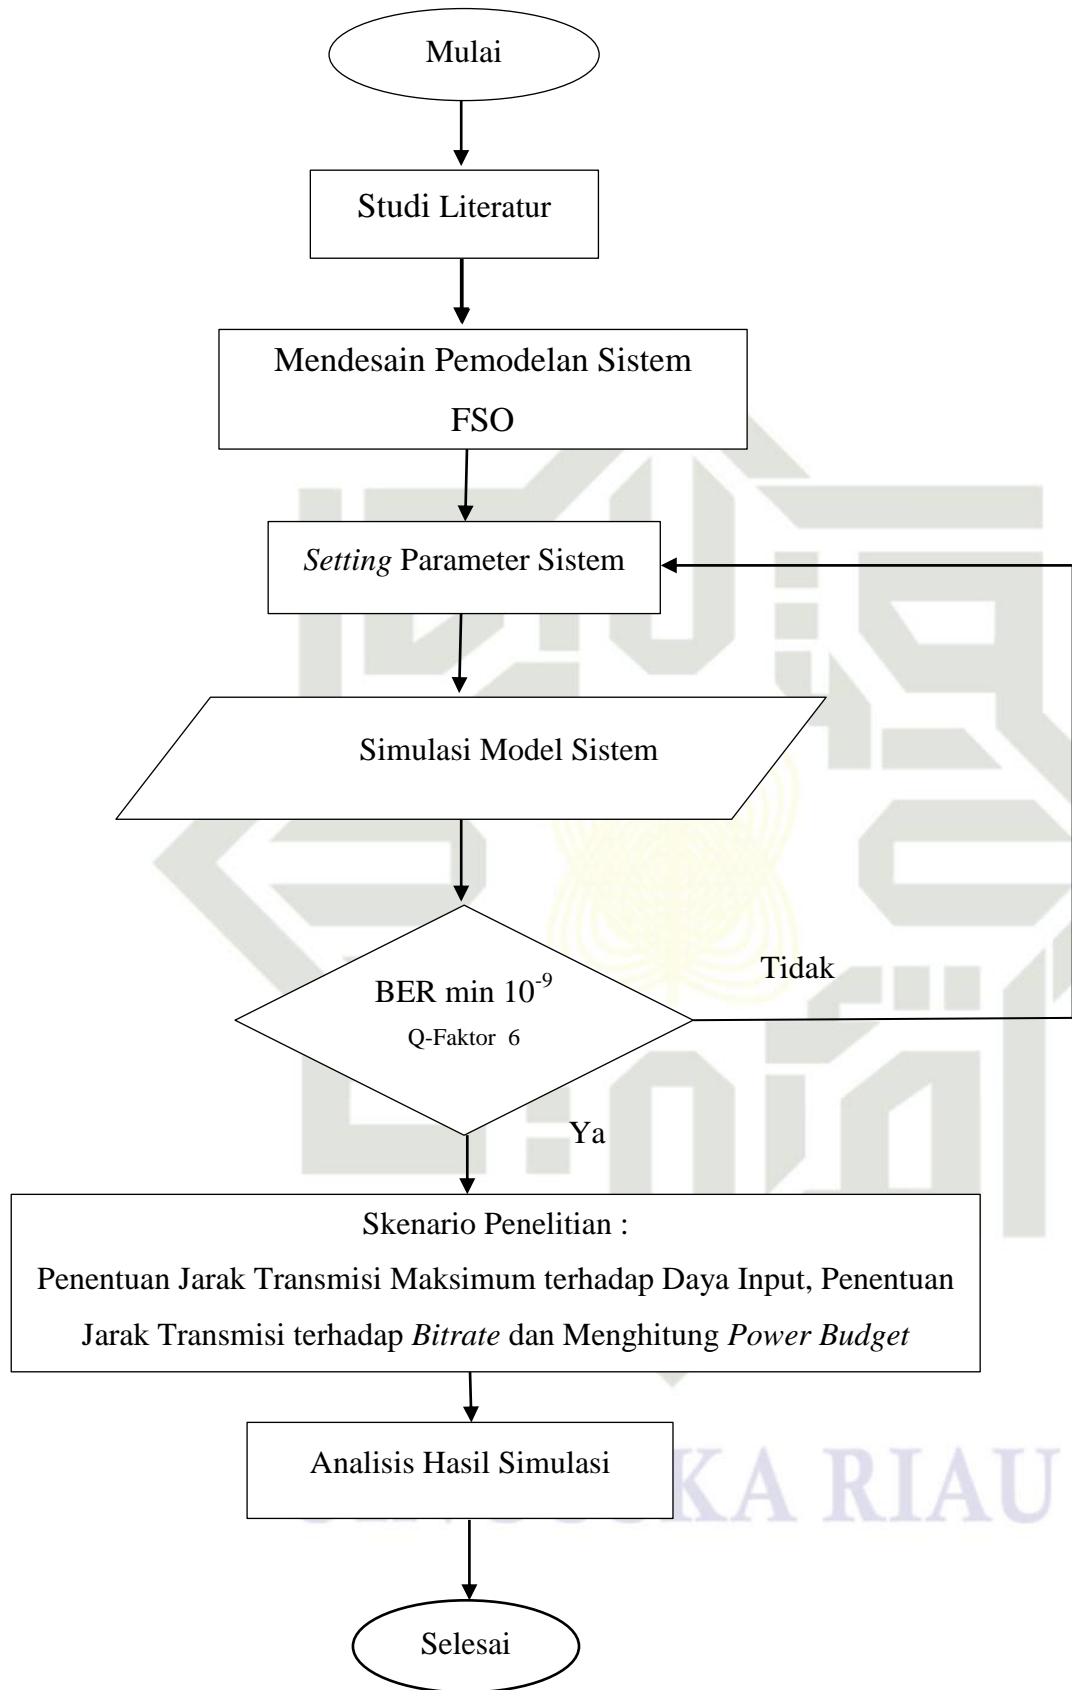 Mulai
Studi Literatur
Mendesain Pemodelan Sistem
FSO
Setting Parameter Sistem
Simulasi Model Sistem
BER min 10⁻⁹
Q-Faktor 6
Tidak
Ya
Skenario Penelitian :
Penentuan Jarak Transmisi Maksimum terhadap Daya Input, Penentuan
Jarak Transmisi terhadap Bitrate dan Menghitung Power Budget
Analisis Hasil Simulasi
KA RIAU
Selesai